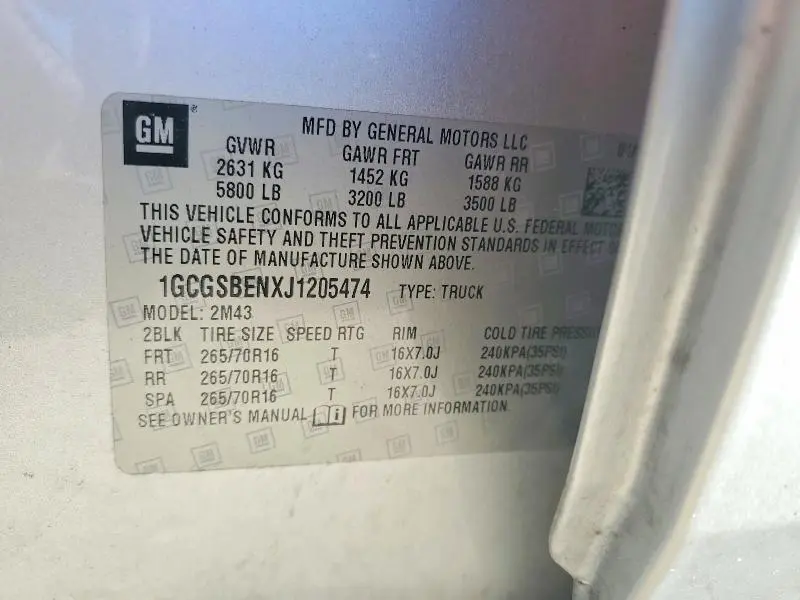 GM ®
MFD BY GENERAL MOTORS LLC
GVWR GAWR FRT GAWR RR
2631 KG 1452 KG 1588 KG
5800 LB 3200 LB 3500 LB
THIS VEHICLE CONFORMS TO ALL APPLICABLE U.S. FEDERAL MOTOR
VEHICLE SAFETY AND THEFT PREVENTION STANDARDS IN EFFECT
THE DATE OF MANUFACTURE SHOWN ABOVE.
1GCGSBENXJ1205474 TYPE: TRUCK
MODEL: 2M43
2BLK TIRE SIZE SPEED RTG RIM COLD TIRE PRESSU
FRT 265/70R16 T 16X7.0J 240KPA(35PSI)
RR 265/70R16 T 16X7.0J 240KPA(35PSI)
SPA 265/70R16 T 16X7.0J 240KPA(35PSI)
SEE OWNER'S MANUAL FOR MORE INFORMATION